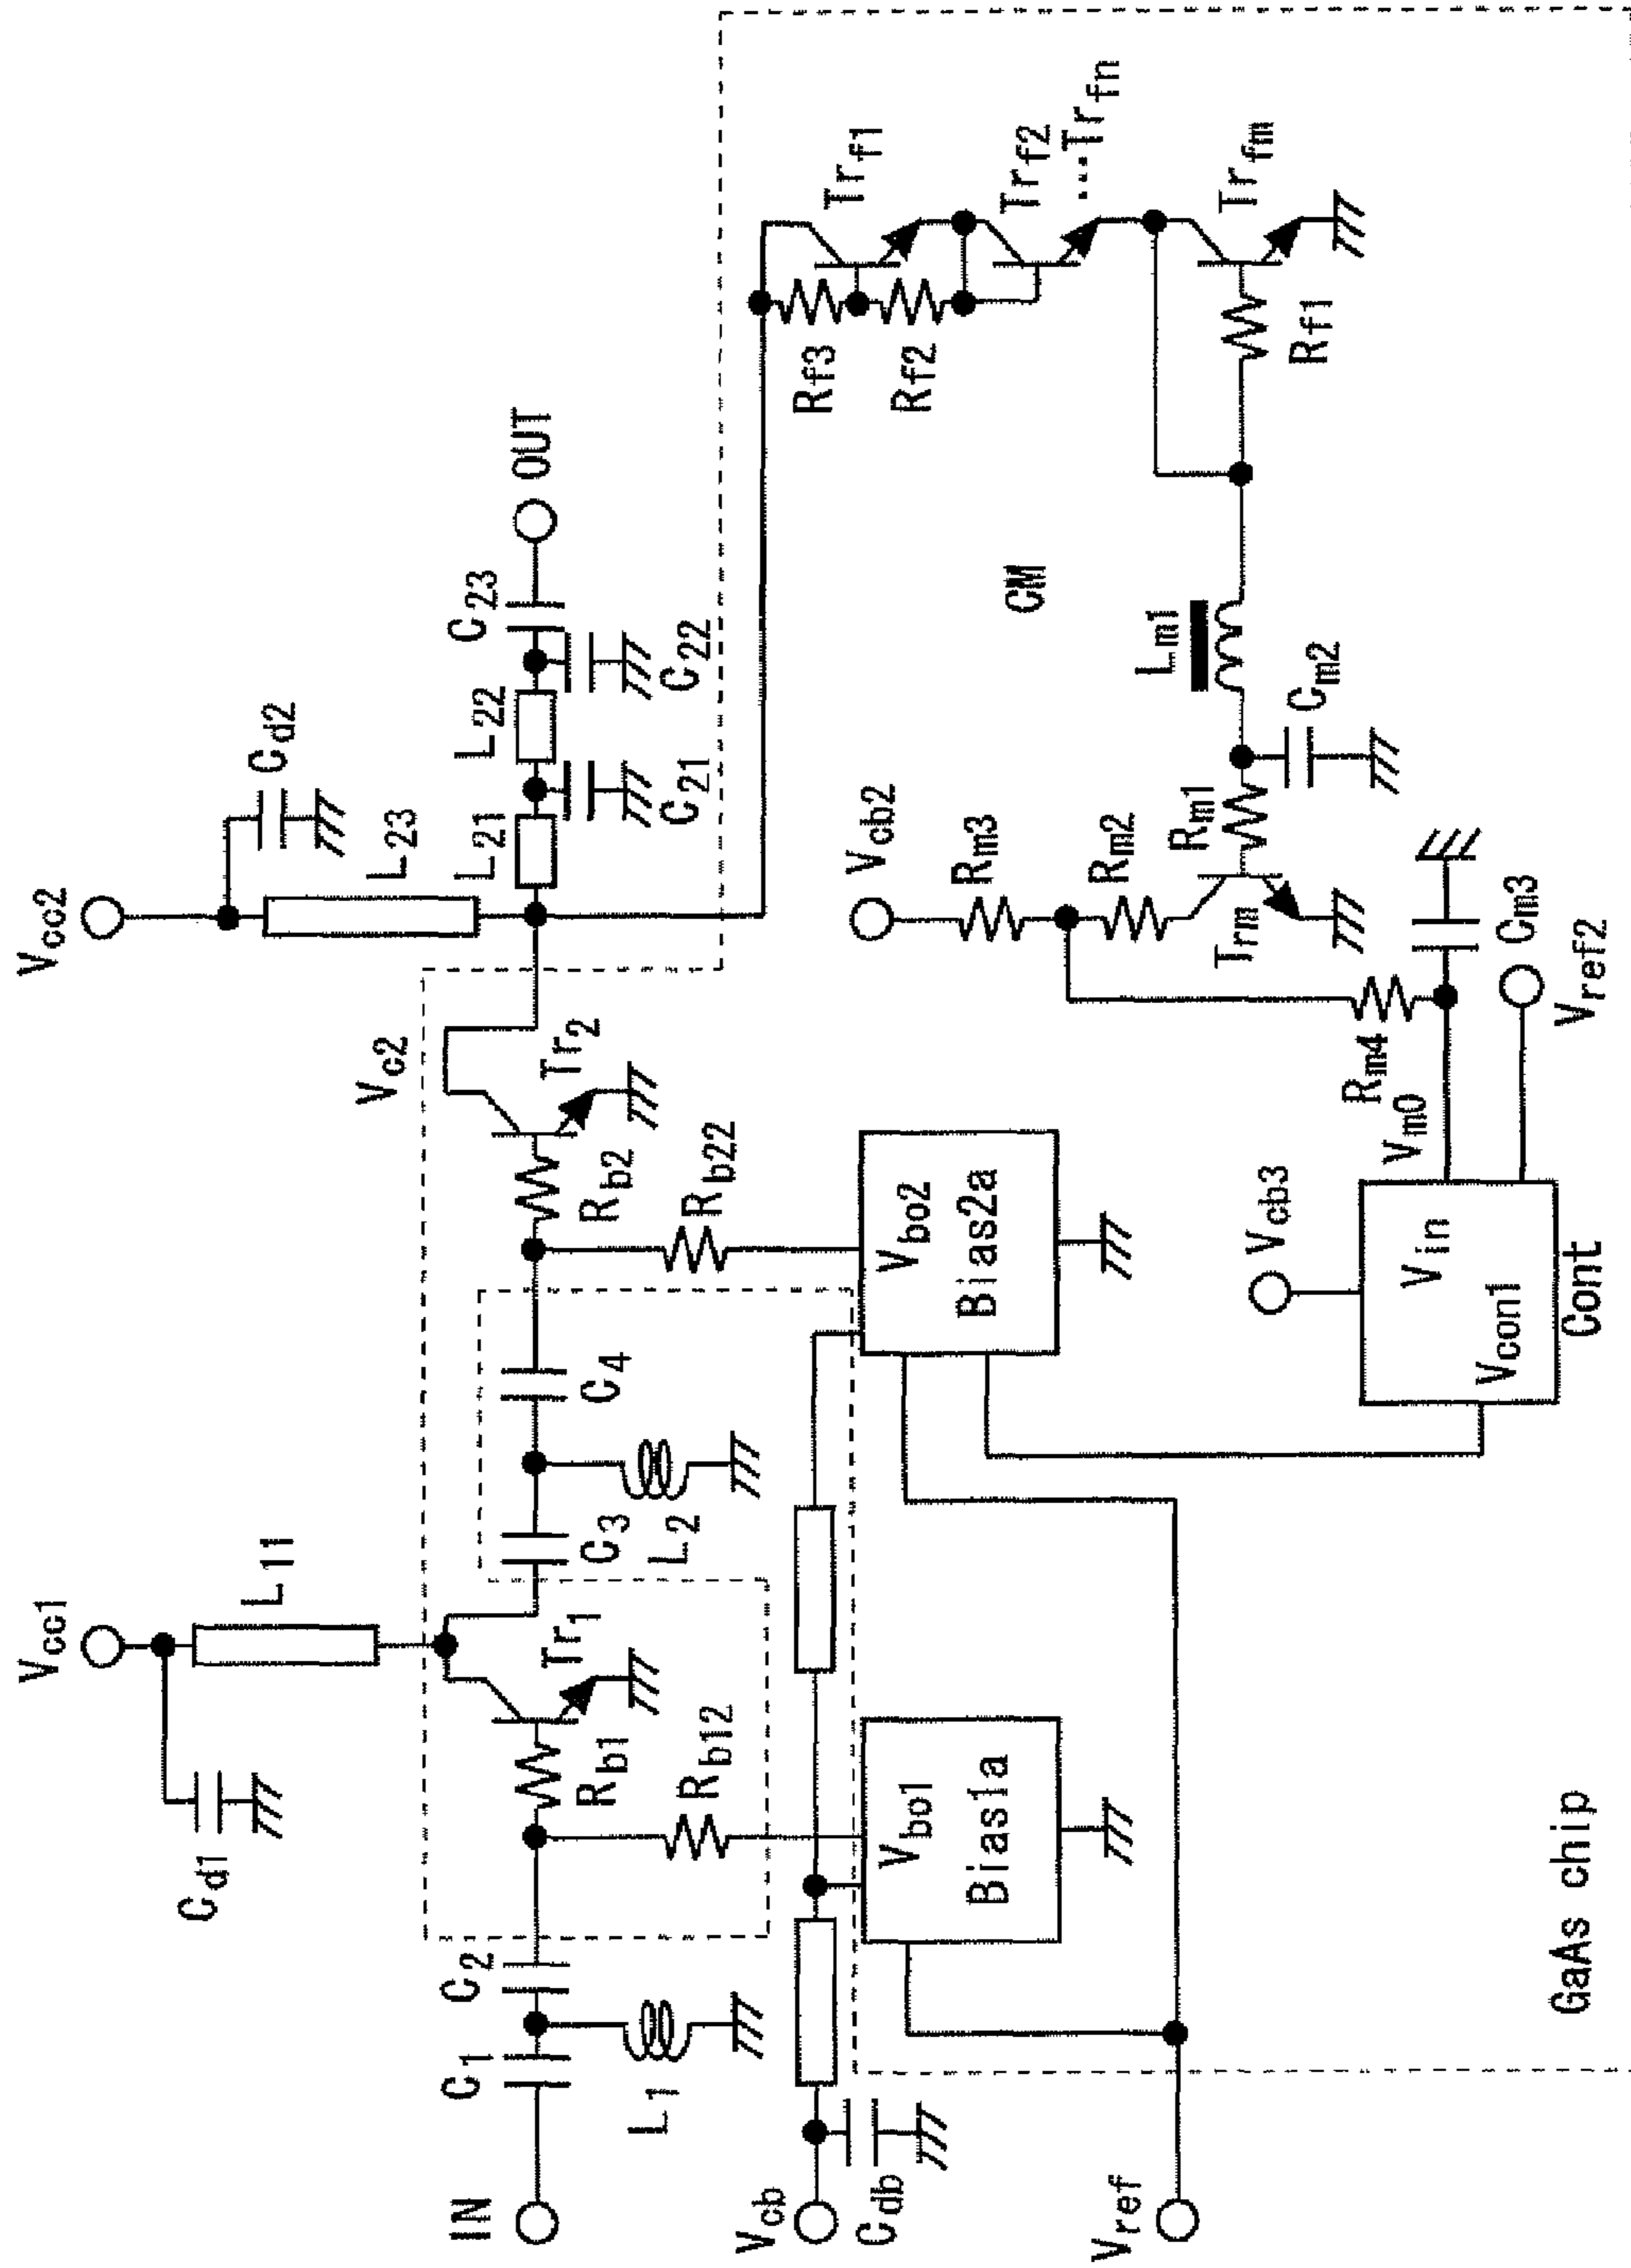 Vcc1
Vcc2
Cd1
L11
Cd2
L23
Vc2
OUT
IN
C1
C2
Rb1
Tr1
C3
C4
Rb2
Tr2
L21
L22
C23
L1
Rb12
L2
Rb22
C21
C22
Vcb
Cdb
Vbo1
Bias1a
Vbo2
Bias2a
Vcb2
Rm3
Rm2
Rm1
Trm
Lm1
Cm2
CM
Rf3
Rf2
Trf1
Trf2
...Trfn
Trfm
Rf1
Vref
Vcb3
Vm0
Rm4
Cm3
Vref2
Vin
Vcon1
Cont
GaAs chip